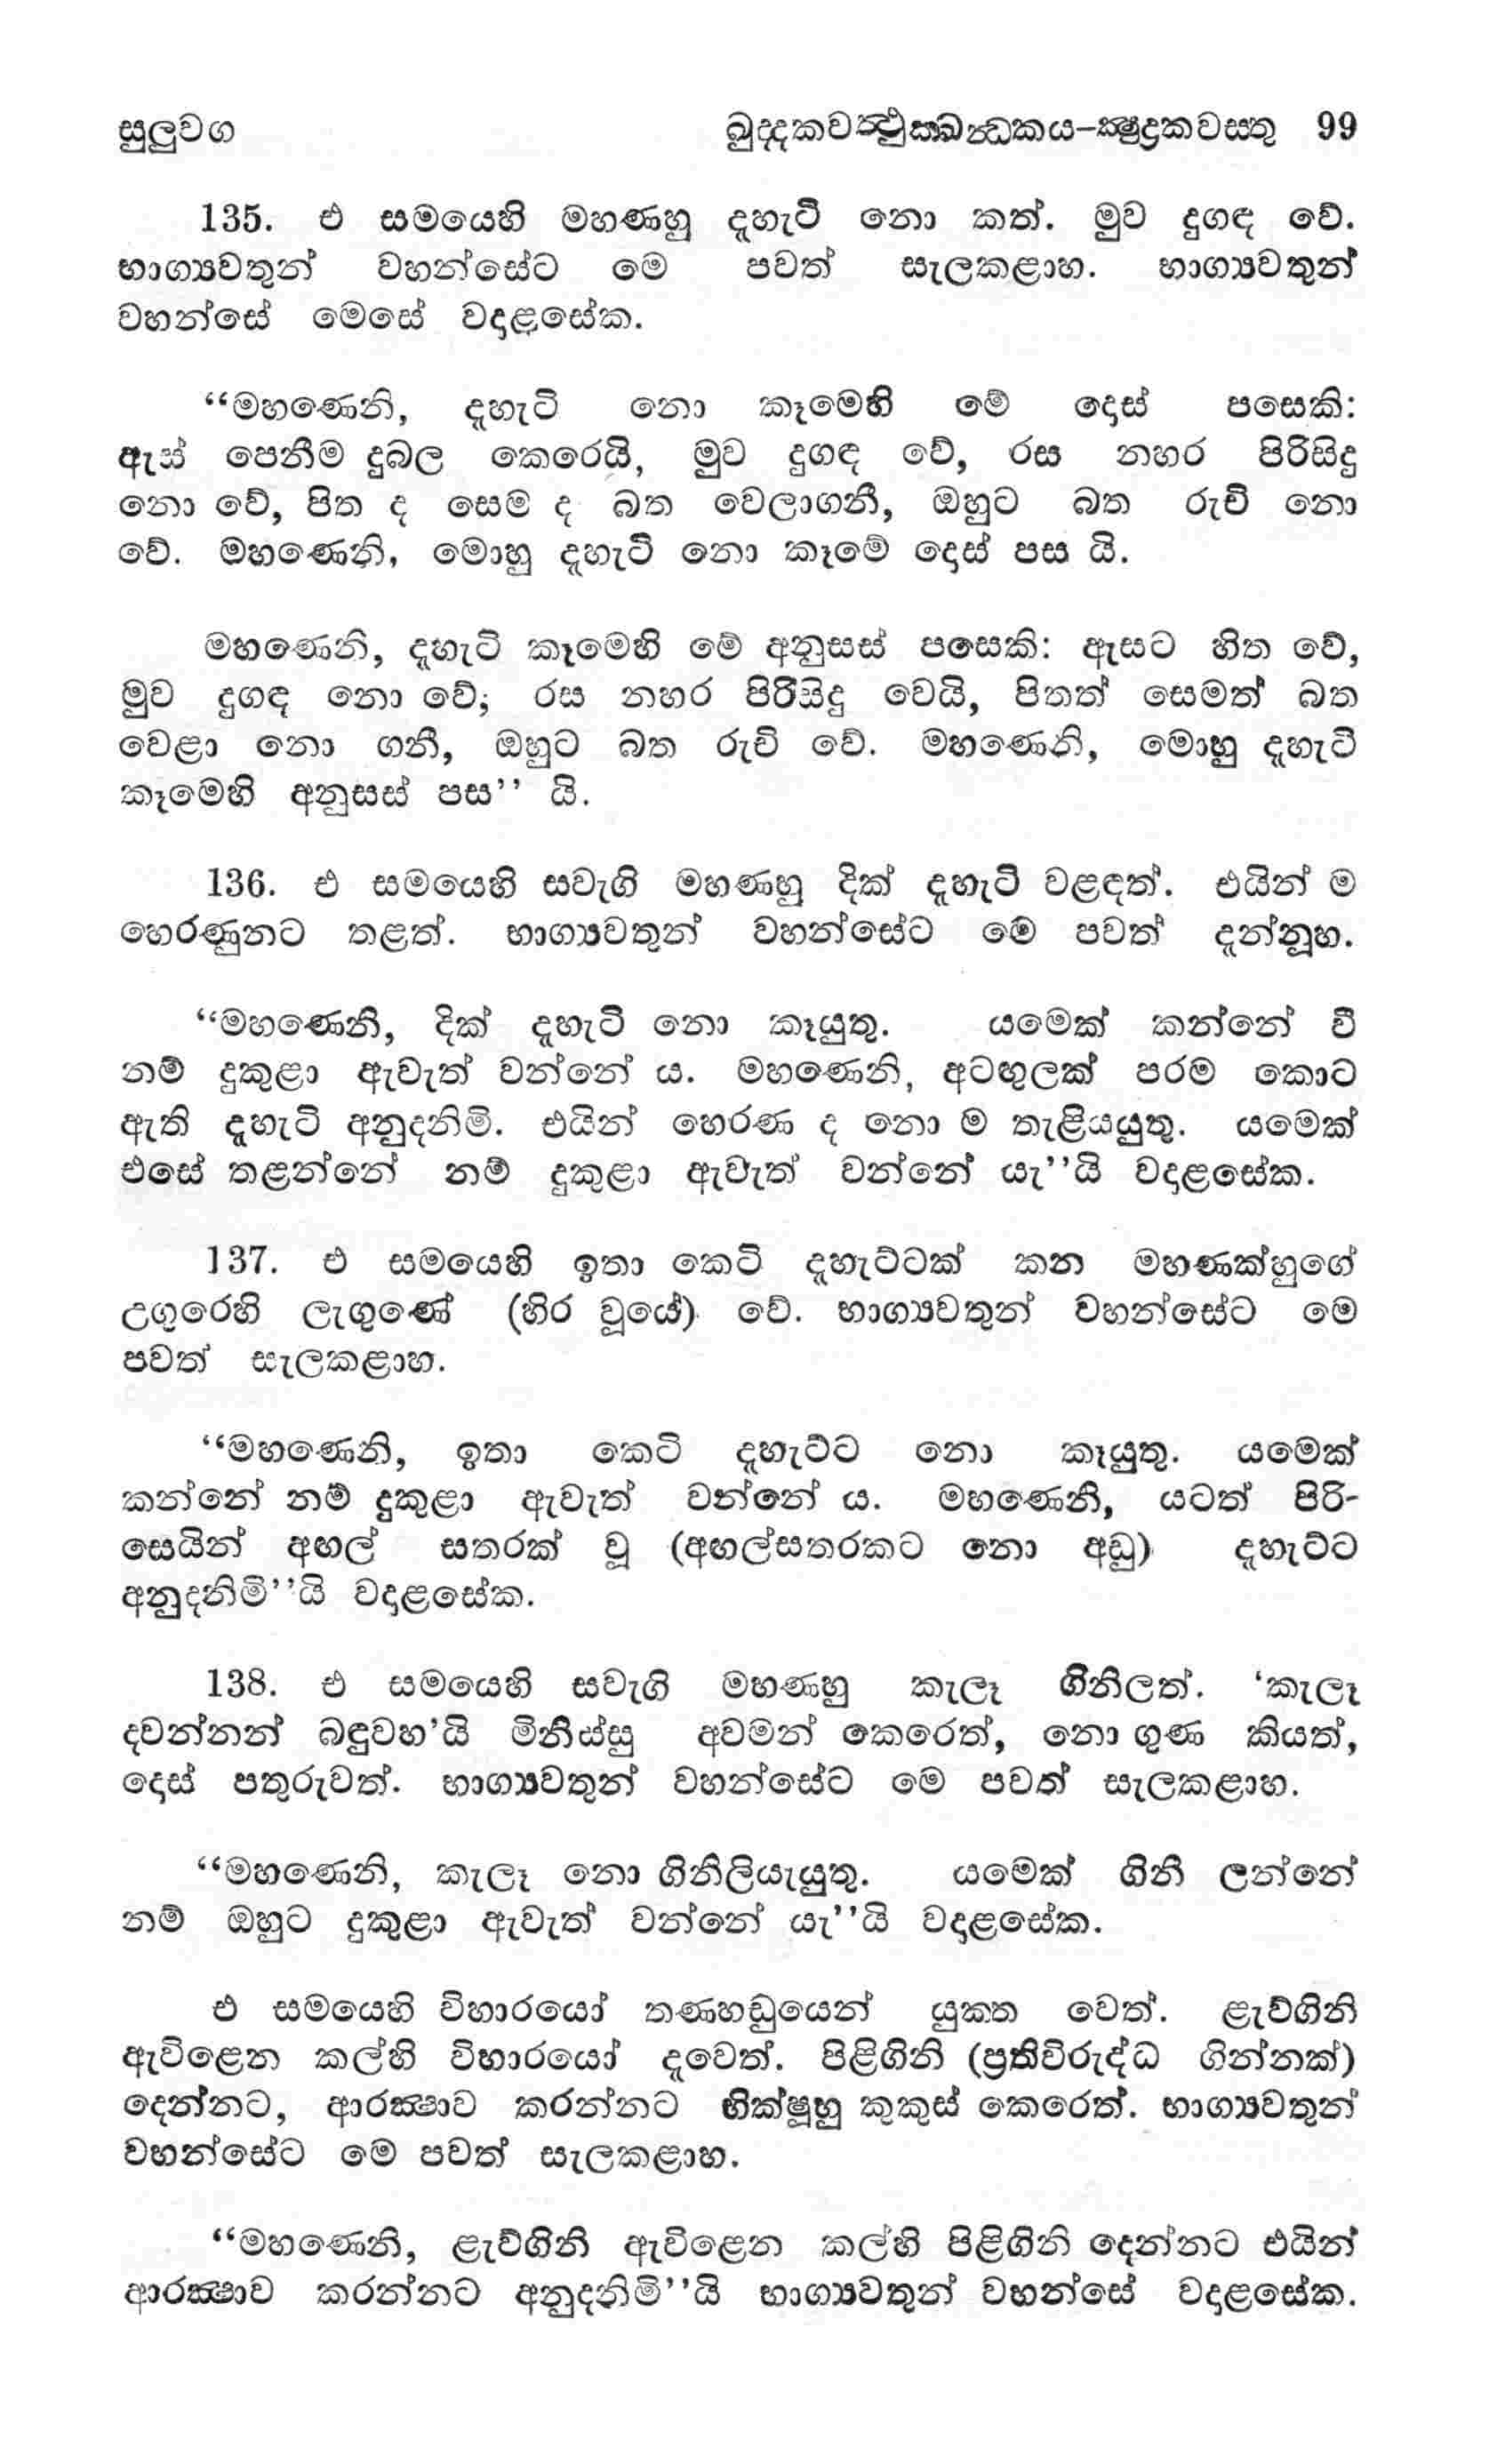 සුලුවග ඛුද්දකවත්ථුක්ඛන්ධකය-ක්ෂුද්‍රකවස්තු 99
135. එ සමයෙහි මහණහු දැහැටි නො කත්. මුව දුගඳ වේ.
භාග්‍යවතුන් වහන්සේට මෙ පවත් සැලකළාහ. භාග්‍යවතුන්
වහන්සේ මෙසේ වදාළසේක.
“මහණෙනි, දැහැටි නො කෑමෙහි මේ දොස් පසෙකි:
ඇස් පෙනීම දුබල කෙරෙයි, මුව දුගඳ වේ, රස නහර පිරිසිදු
නො වේ, පිත ද සෙම ද බත වෙලාගනී, ඔහුට බත රුචි නො
වේ. මහණෙනි, මොහු දැහැටි නො කෑමේ දොස් පස යි.
මහණෙනි, දැහැටි කෑමෙහි මේ අනුසස් පසෙකි: ඇසට හිත වේ,
මුව දුගඳ නො වේ; රස නහර පිරිසිදු වෙයි, පිතත් සෙමත් බත
වෙළා නො ගනී, ඔහුට බත රුචි වේ. මහණෙනි, මොහු දැහැටි
කෑමෙහි අනුසස් පස’’ යි.
136. එ සමයෙහි සවැගි මහණහු දික් දැහැටි වළඳත්. එයින් ම
හෙරණුනට තළත්. භාග්‍යවතුන් වහන්සේට මේ පවත් දැන්නූහ.
“මහණෙනි, දික් දැහැටි නො කෑයුතු. යමෙක් කන්නේ වී
නම් දුකුළා ඇවැත් වන්නේ ය. මහණෙනි, අටඟුලක් පරම කොට
ඇති දැහැටි අනුදනිමි. එයින් හෙරණ ද නො ම තැළියයුතු. යමෙක්
එසේ තළන්නේ නම් දුකුළා ඇවැත් වන්නේ යැ’’යි වදාළසේක.
137. එ සමයෙහි ඉතා කෙටි දැහැට්ටක් කන මහණක්හුගේ
උගුරෙහි ලැගුණේ (හිර වූයේ) වේ. භාග්‍යවතුන් වහන්සේට මෙ
පවත් සැලකළාහ.
“මහණෙනි, ඉතා කෙටි දැහැට්ට නො කෑයුතු. යමෙක්
කන්නේ නම් දුකුළා ඇවැත් වන්නේ ය. මහණෙනි, යටත් පිරි-
සෙයින් අඟල් සතරක් වූ (අඟල්සතරකට නො අඩු) දැහැට්ට
අනුදනිමි’’යි වදාළසේක.
138. එ සමයෙහි සවැගි මහණහු කැලෑ ගිනිලත්. ‘කැලෑ
දවන්නන් බඳුවහ’යි මිනිස්සු අවමන් කෙරෙත්, නො ගුණ කියත්,
දොස් පතුරුවත්. භාග්‍යවතුන් වහන්සේට මෙ පවත් සැලකළාහ.
“මහණෙනි, කැලෑ නො ගිනිලියැයුතු. යමෙක් ගිනි ලන්නේ
නම් ඔහුට දුකුළා ඇවැත් වන්නේ යැ’’යි වදාළසේක.
එ සමයෙහි විහාරයෝ තණහඩුයෙන් යුක්ත වෙත්. ළැව්ගිනි
ඇවිළෙන කල්හි විහාරයෝ දැවෙත්. පිළිගිනි (ප්‍රතිවිරුද්ධ ගින්නක්)
දෙන්නට, ආරක්‍ෂාව කරන්නට භික්ෂූහු කුකුස් කෙරෙත්. භාග්‍යවතුන්
වහන්සේට මෙ පවත් සැලකළාහ.
“මහණෙනි, ළැව්ගිනි ඇවිළෙන කල්හි පිළිගිනි දෙන්නට එයින්
ආරක්‍ෂාව කරන්නට අනුදනිමි’’යි භාග්‍යවතුන් වහන්සේ වදාළසේක.